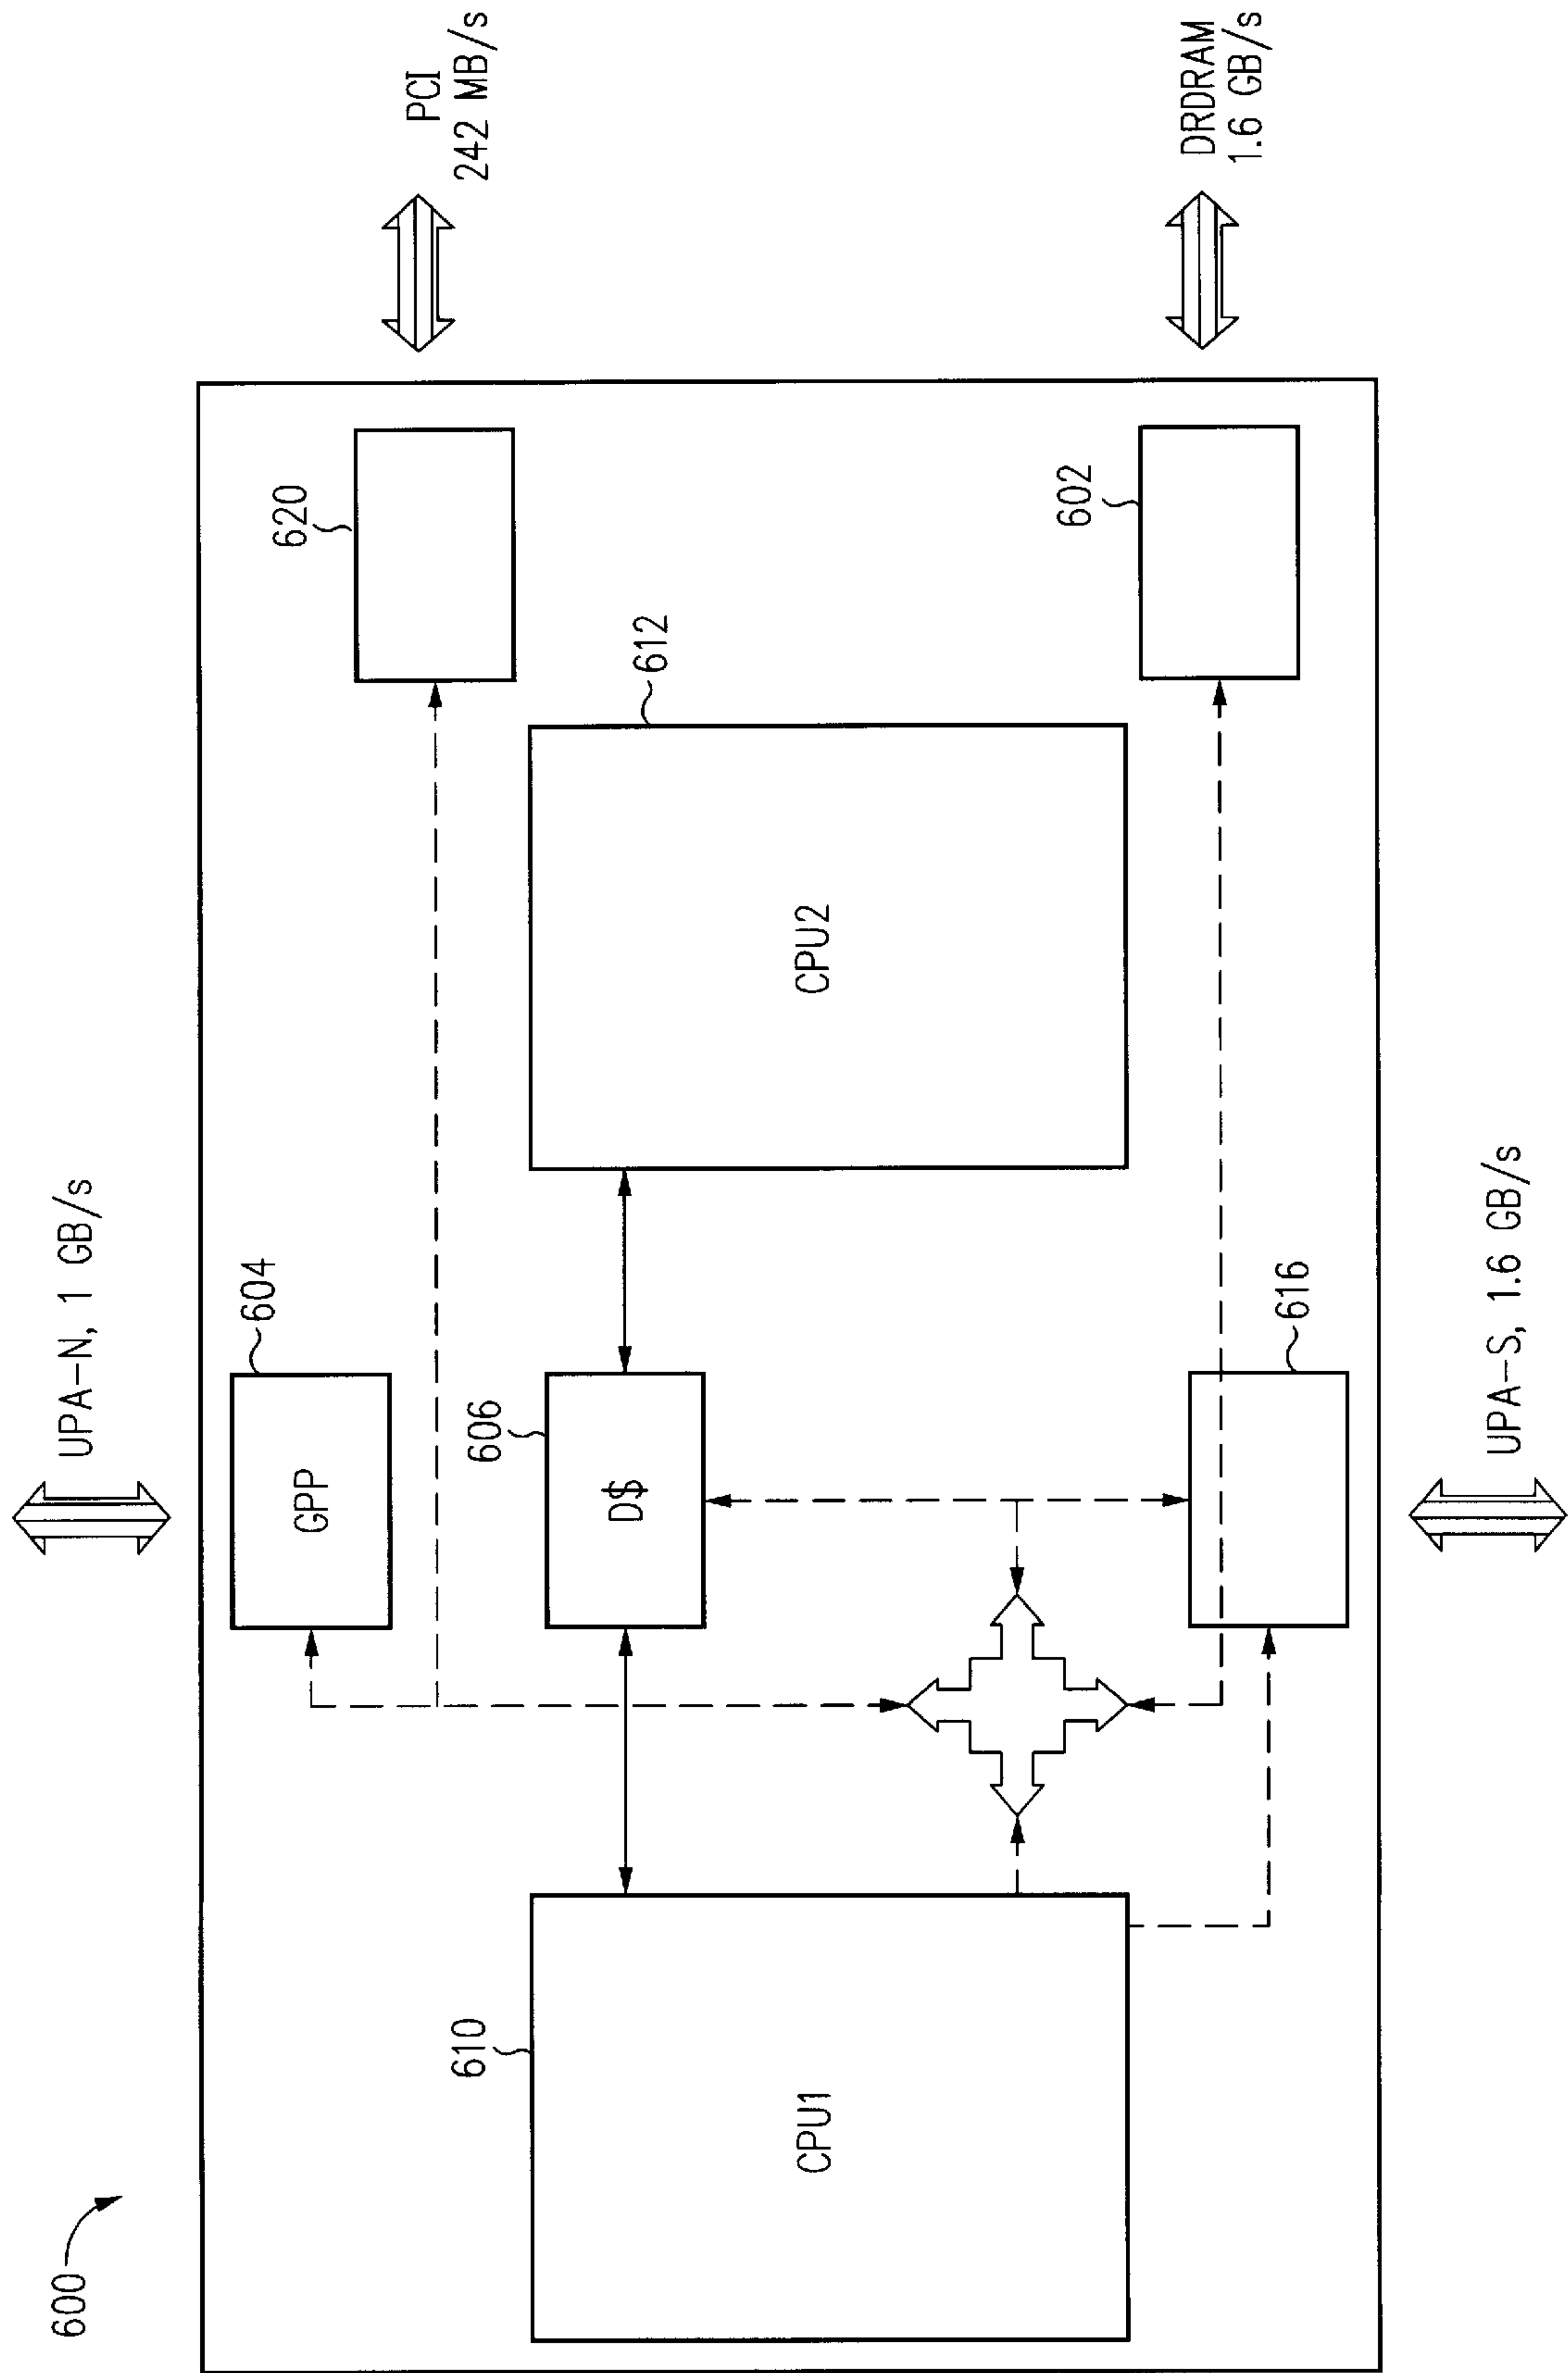 600
UPA-N, 1 GB/s
604
GPP
620
PCI
242 MB/s
610
606
612
CPU1
D$
CPU2
602
DRDRAM
1.6 GB/s
616
UPA-S, 1.6 GB/s